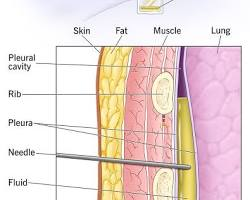 Skin Fat Muscle Lung
Pleural
cavity
Rib
Pleura
Needle
Fluid